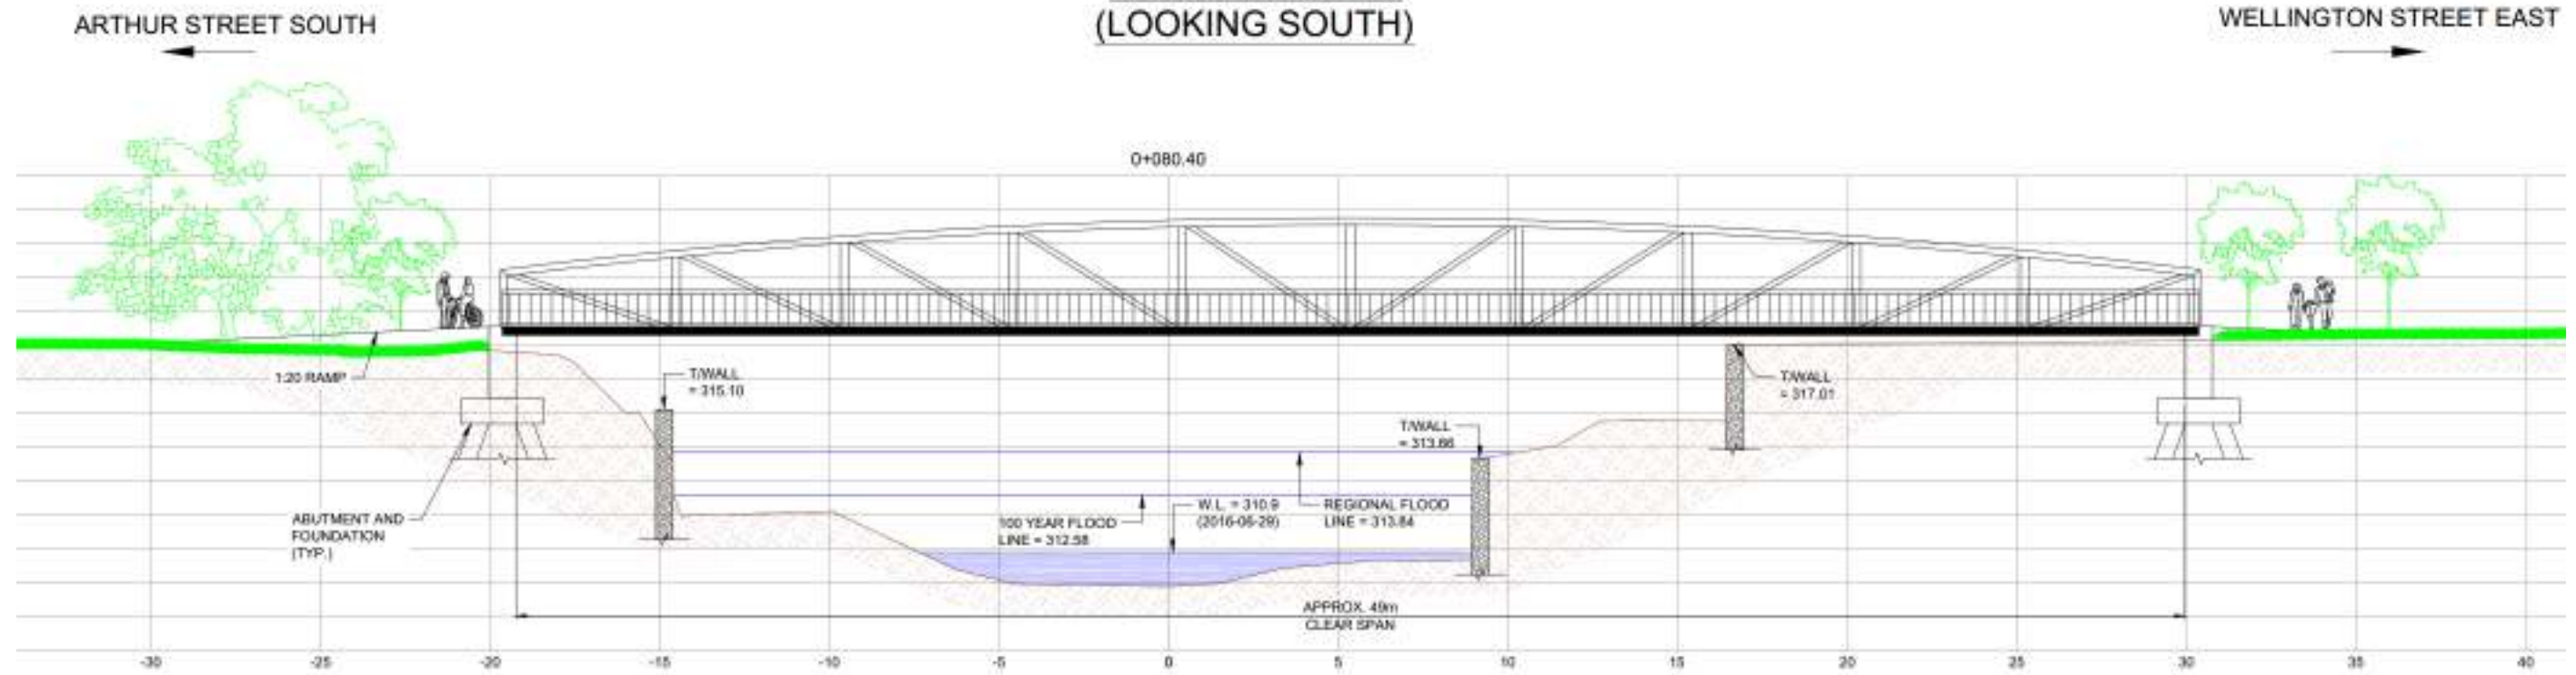 (LOOKING SOUTH)
ARTHUR STREET SOUTH
WELLINGTON STREET EAST
0+080.40
1:20 RAMP
T/WALL
= 315.10
T/WALL
= 317.01
T/WALL
= 313.66
ABUTMENT AND
FOUNDATION
(TYP.)
100 YEAR FLOOD
LINE = 312.58
W.L. = 310.9
(2016-06-29)
REGIONAL FLOOD
LINE = 313.84
APPROX. 49m
CLEAR SPAN
-30 -25 -20 -15 -10 -5 0 5 10 15 20 25 30 35 40